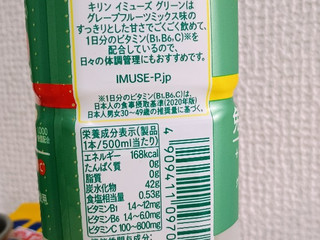 キリン イミューズ グリーンは
グレープフルーツミックス味の
すっきりとした甘さでごくごく飲めて、
1日分のビタミン(B₁,B₆,C)※を
配合しているので、
日々の体調管理にもおすすめです。
iMUSE-P.jp
※1日分のビタミン(B₁,B₆,C)は、
日本人の食事摂取基準(2020年版)
日本人男女30～49歳の推奨量に基づく。
栄養成分表示(製品
1本/500ml当たり)
エネルギー 168kcal
たんぱく質 0g
脂質 0g
炭水化物 42g
食塩相当量 0.53g
ビタミンB₁ 1.4～12mg
ビタミンB₆ 1.4～6.0mg
ビタミンC 100～800mg
4 909411 0970